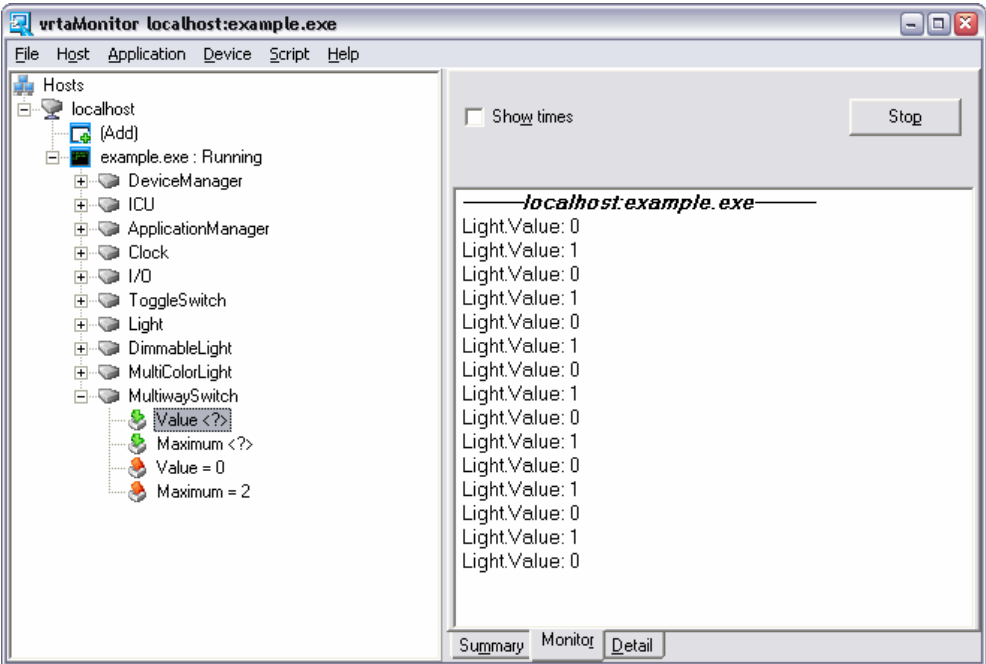 vrtaMonitor localhost:example.exe
File Host Application Device Script Help
Hosts
localhost
(Add)
example.exe : Running
DeviceManager
ICU
ApplicationManager
Clock
I/O
ToggleSwitch
Light
DimmableLight
MultiColorLight
MultiwaySwitch
Value <?>
Maximum <?>
Value = 0
Maximum = 2
Show times
Stop
localhost:example.exe
Light.Value: 0
Light.Value: 1
Light.Value: 0
Light.Value: 1
Light.Value: 0
Light.Value: 1
Light.Value: 0
Light.Value: 1
Light.Value: 0
Light.Value: 1
Light.Value: 0
Light.Value: 1
Light.Value: 0
Light.Value: 1
Light.Value: 0
Summary Monitor Detail